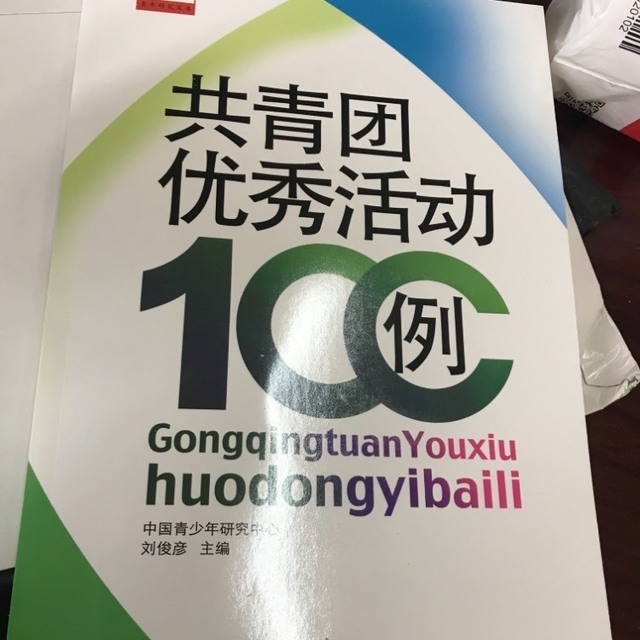 共青团
优秀活动
100例
GongqingtuanYouxiu
huodongyibaili
中国青少年研究中心
刘俊彦 主编
20102